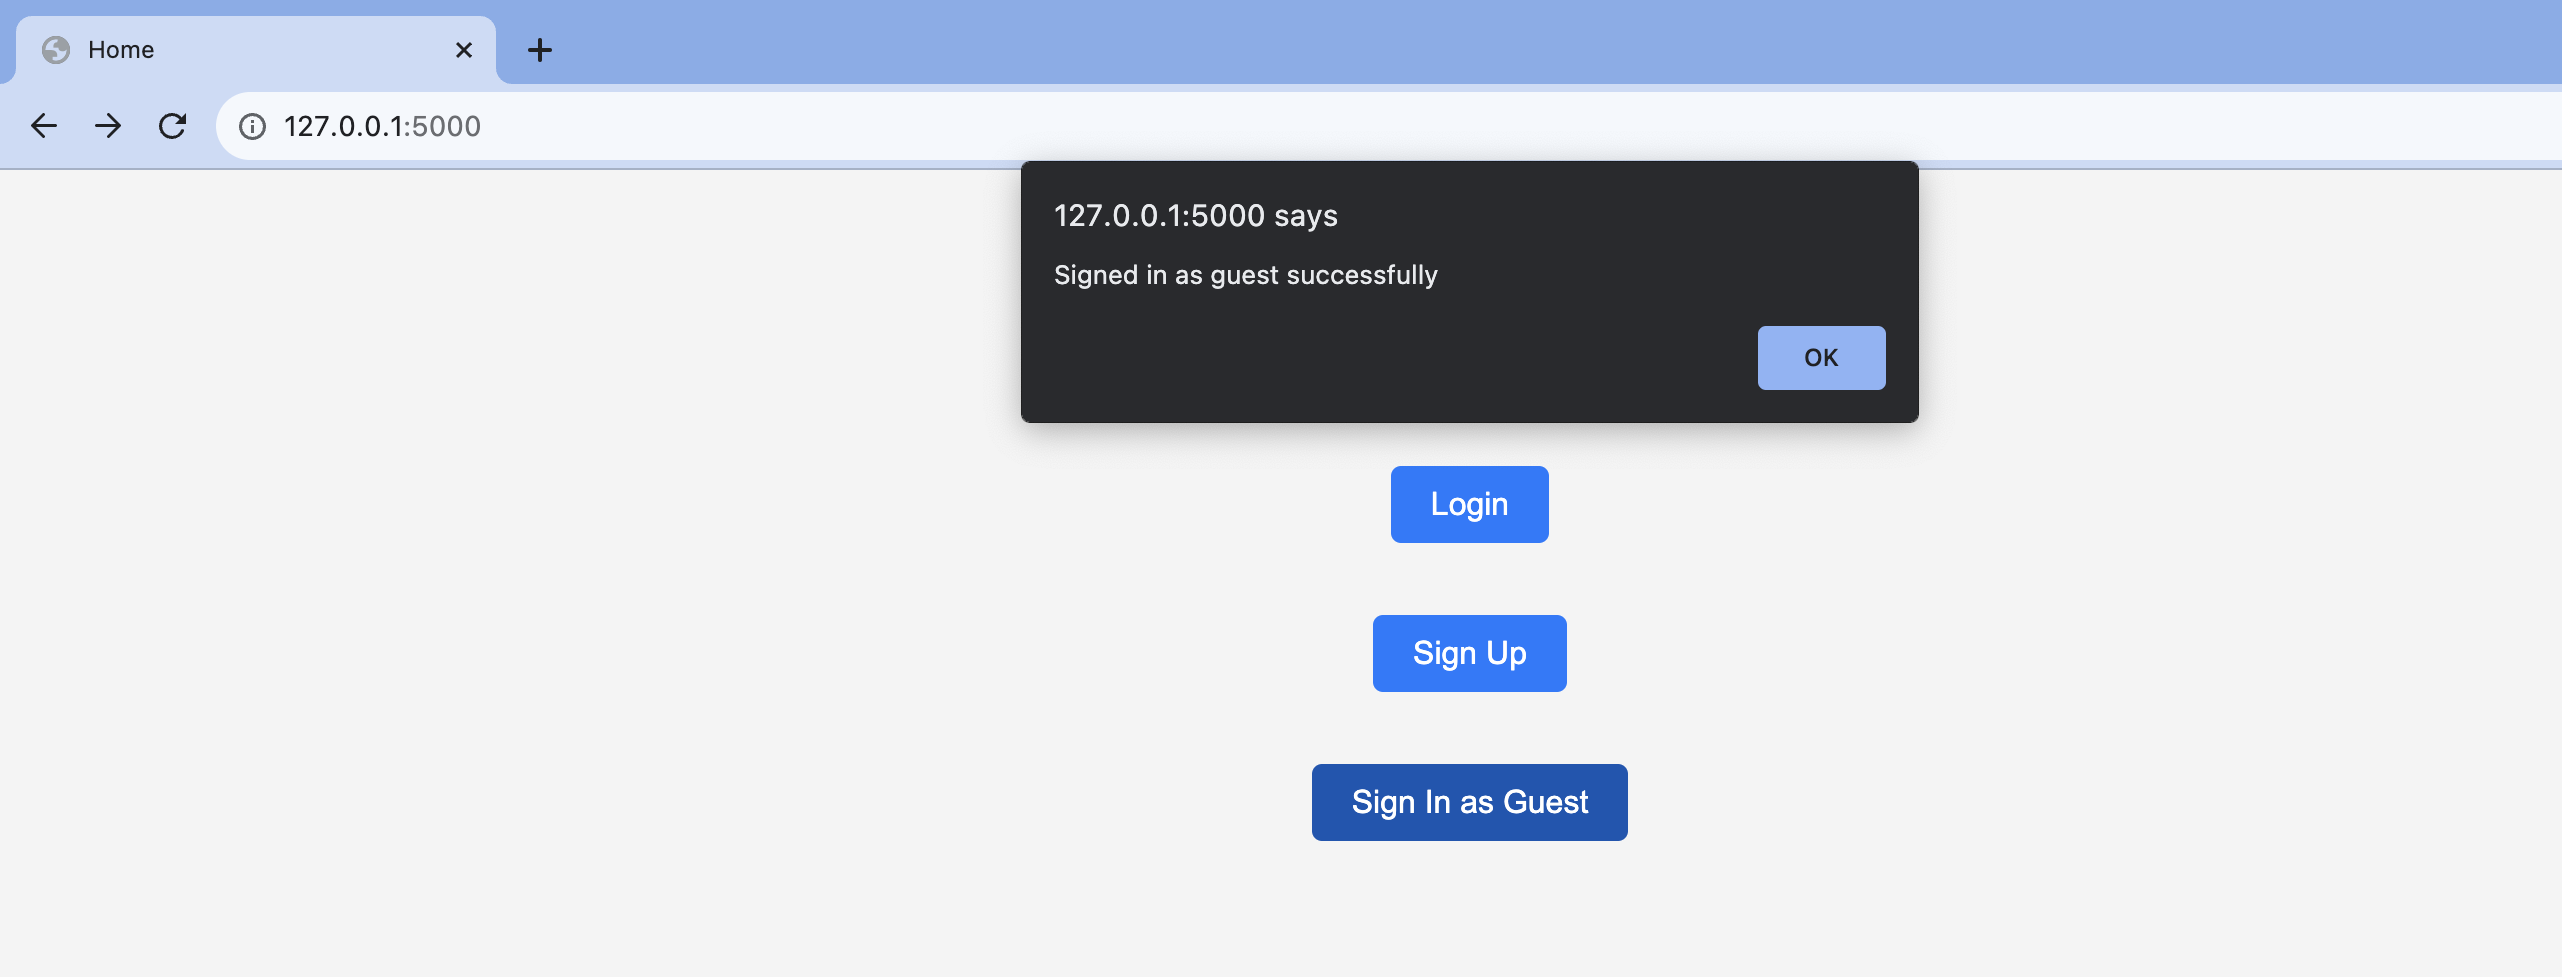 Home
127.0.0.1:5000
127.0.0.1:5000 says
Signed in as guest successfully
OK
Login
Sign Up
Sign In as Guest